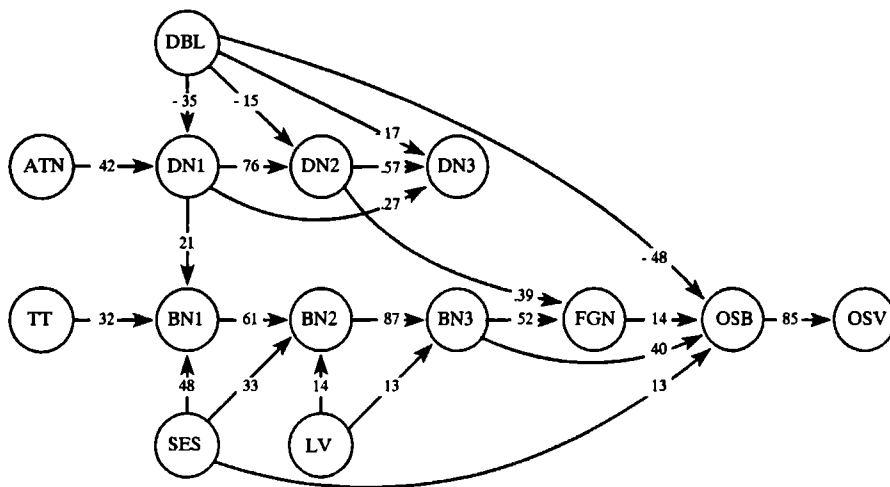 DBL
- 35
- 15
17
ATN
42
DN1
76
DN2
.57
DN3
.27
21
- 48
.39
TT
32
BN1
61
BN2
87
BN3
52
FGN
14
OSB
85
OSV
40
48
33
14
13
13
SES
LV